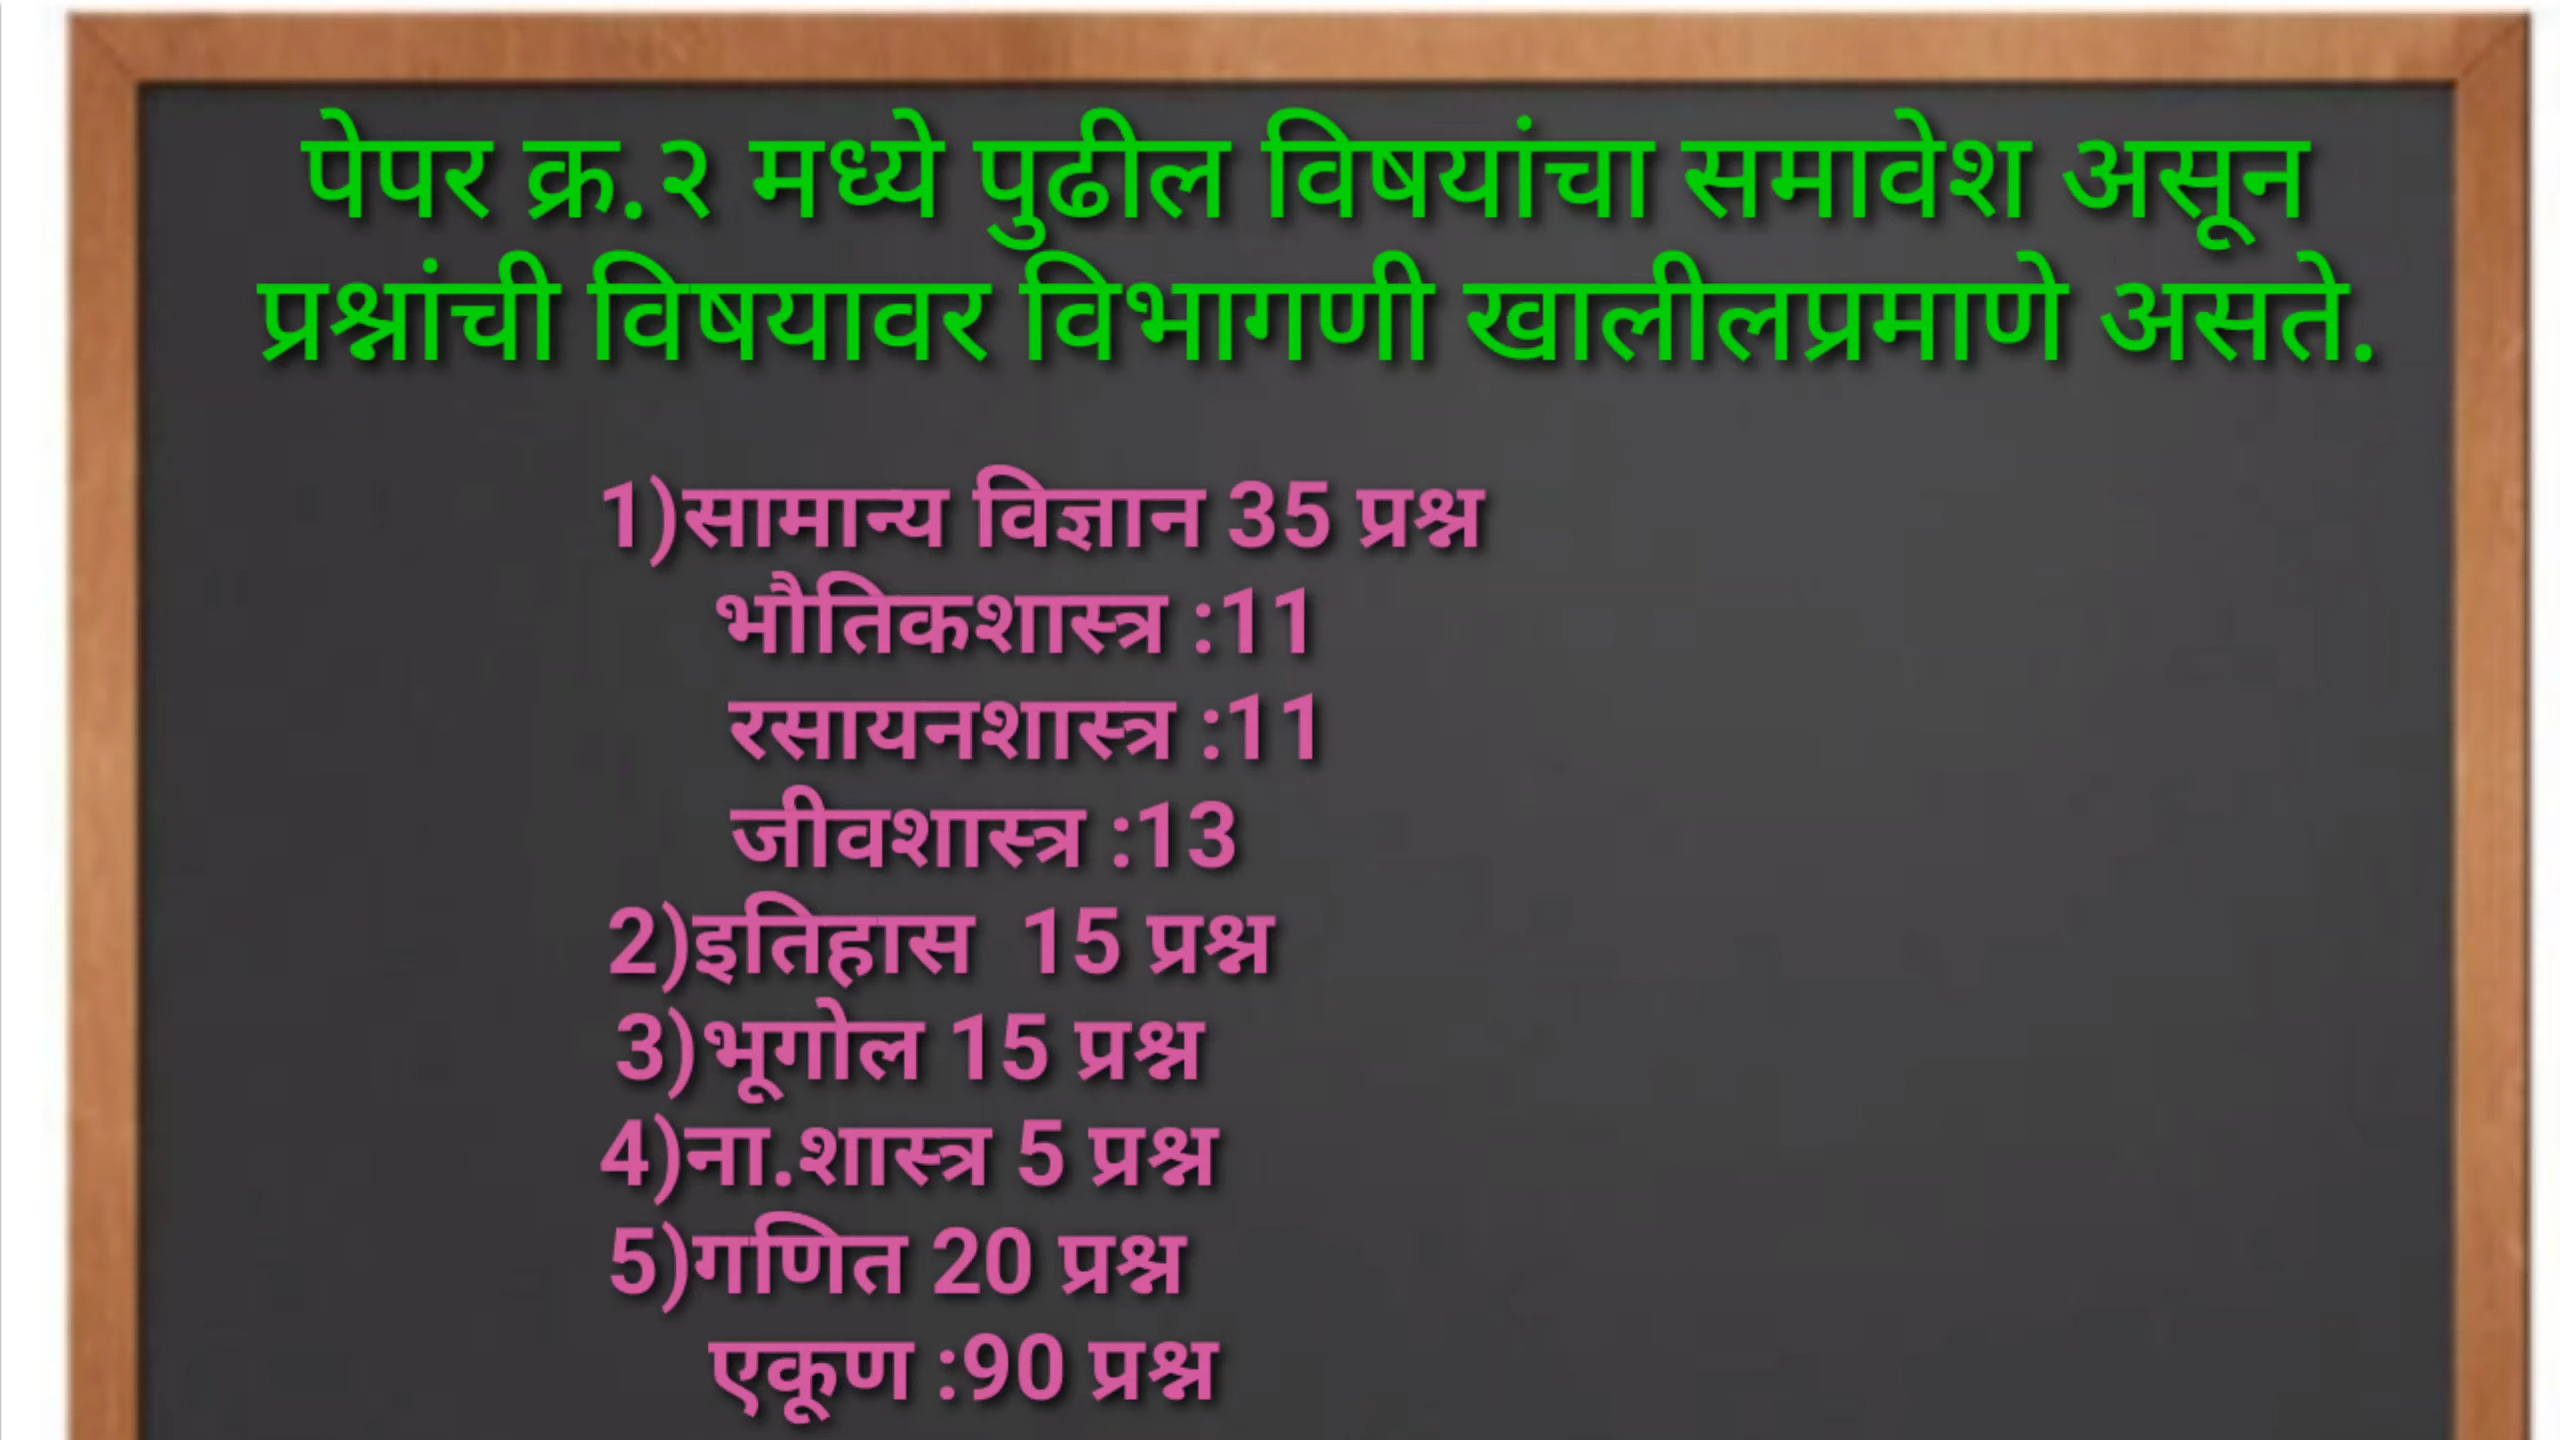 पेपर क्र.२ मध्ये पुढील विषयांचा समावेश असून
प्रश्नांची विषयावर विभागणी खालीलप्रमाणे असते.
1)सामान्य विज्ञान 35 प्रश्न
भौतिकशास्त्र :11
रसायनशास्त्र :11
जीवशास्त्र :13
2)इतिहास 15 प्रश्न
3)भूगोल 15 प्रश्न
4)ना.शास्त्र 5 प्रश्न
5)गणित 20 प्रश्न
एकूण :90 प्रश्न